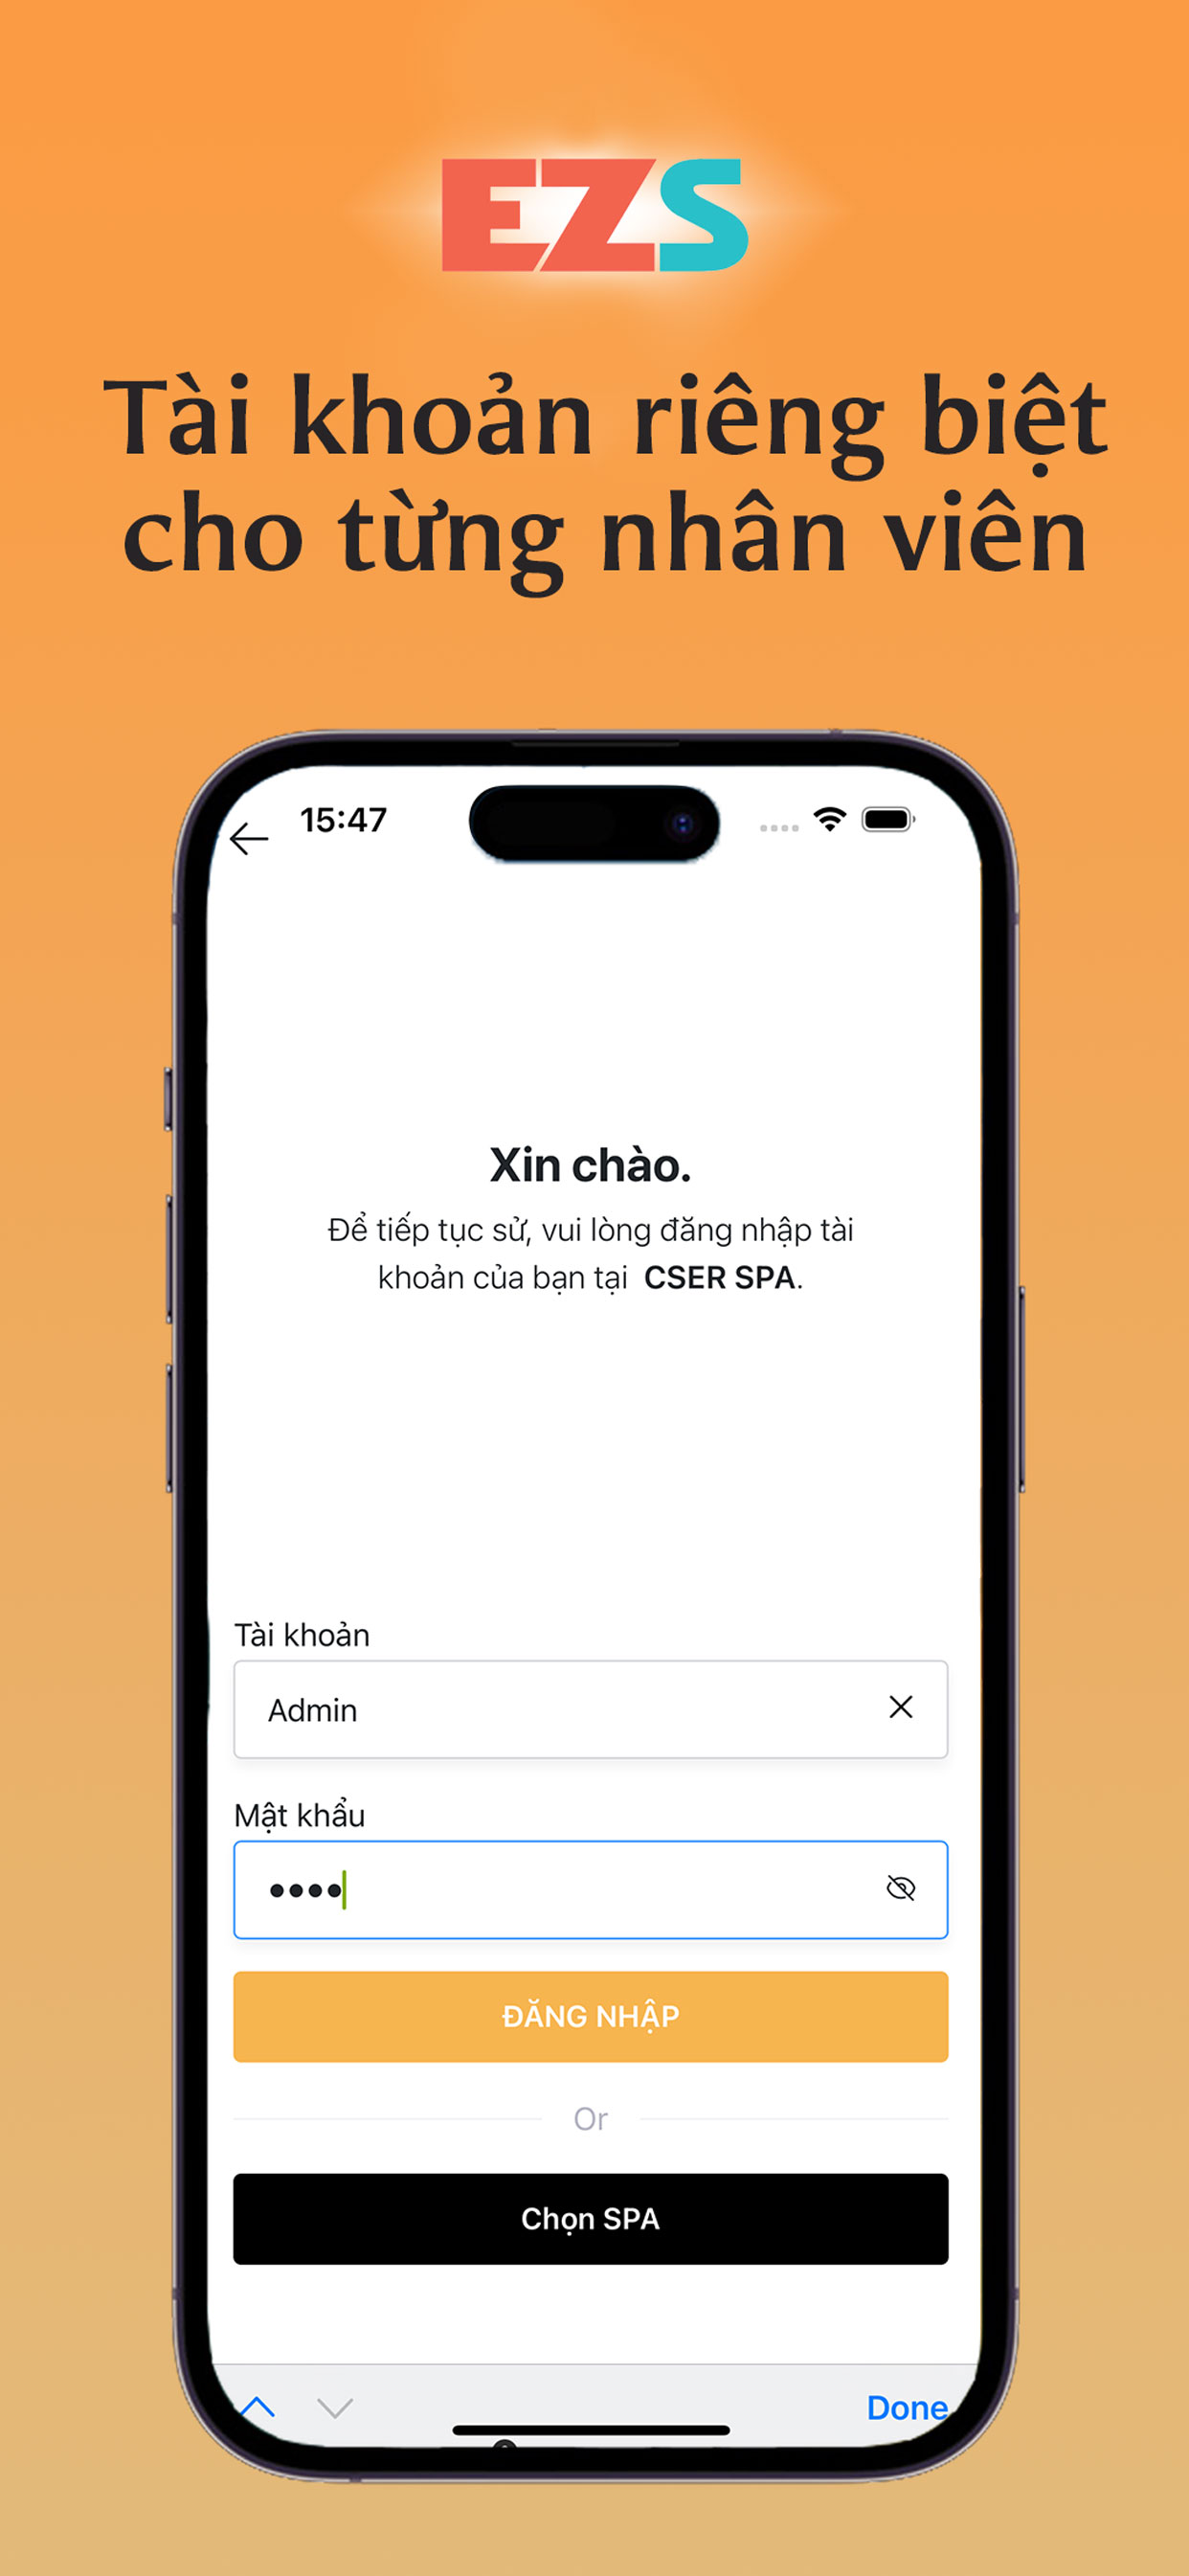 EZS
Tài khoản riêng biệt
cho từng nhân viên
15:47
Xin chào.
Để tiếp tục sử, vui lòng đăng nhập tài
khoản của bạn tại CSER SPA.
Tài khoản
Admin
Mật khẩu
ĐĂNG NHẬP
Or
Chọn SPA
Done